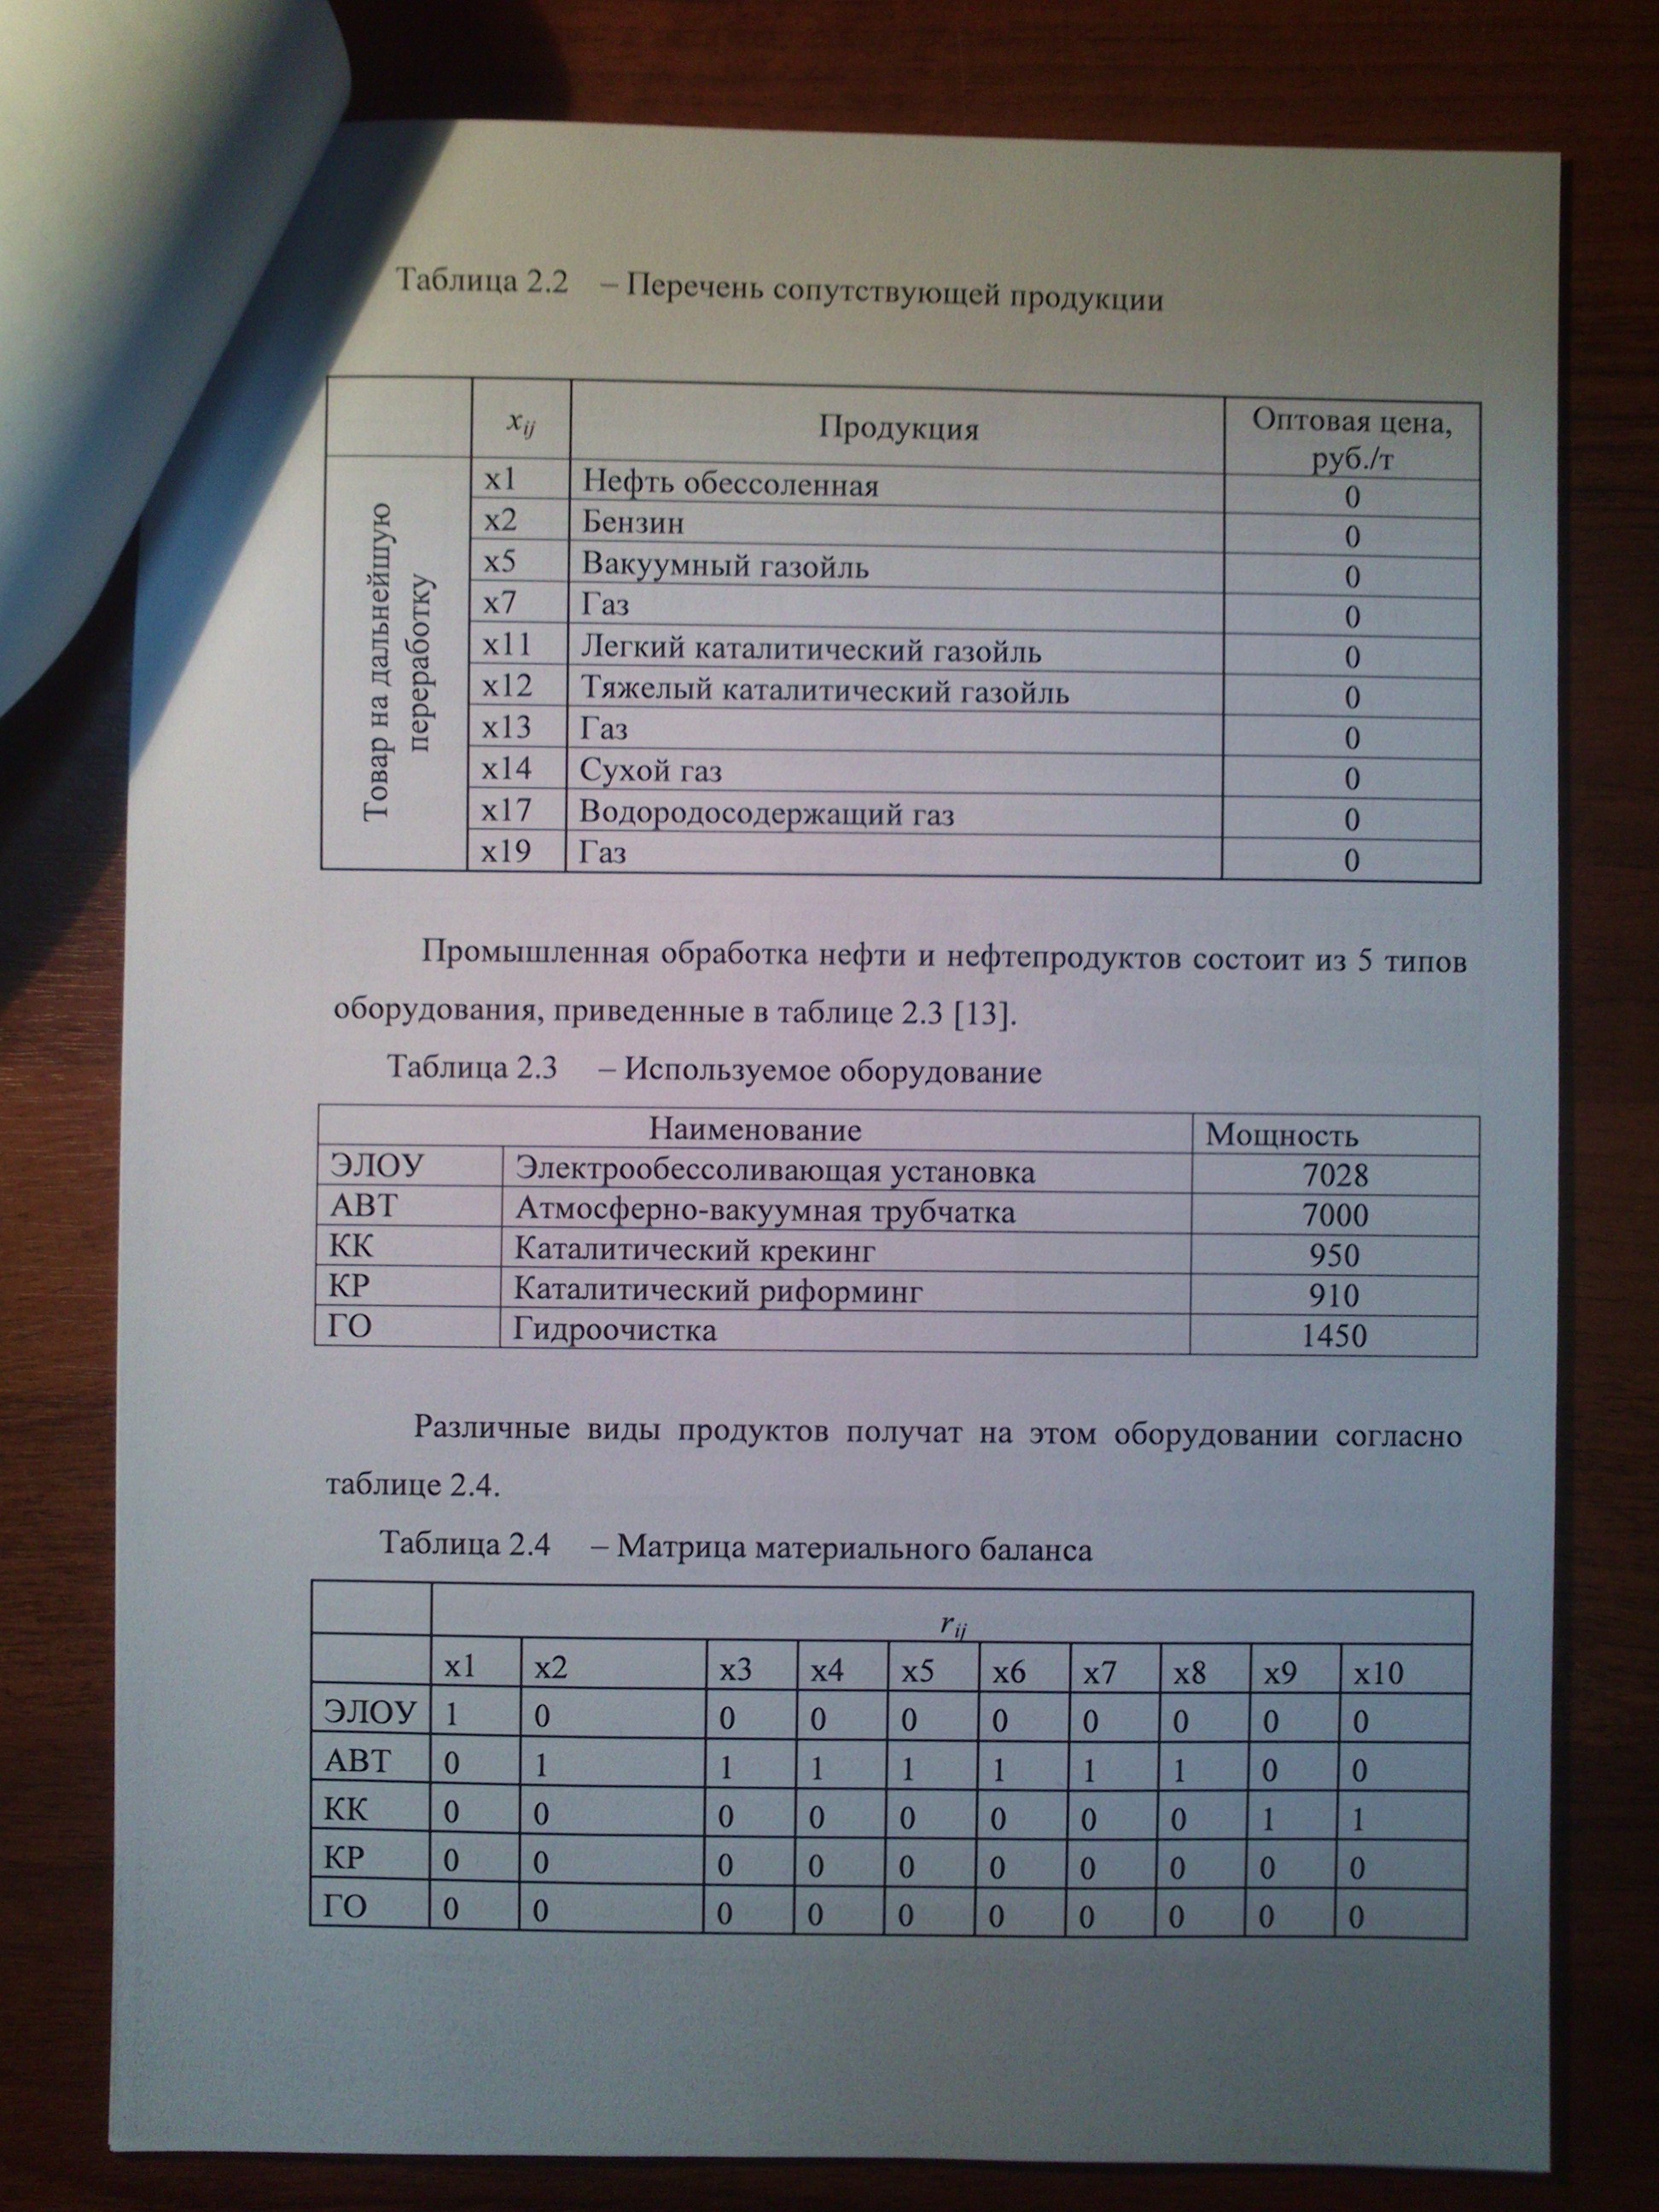 Таблица 2.2 – Перечень сопутствующей продукции
xij Продукция Оптовая цена, руб./т
Товар на дальнейшую переработку
x1 Нефть обессоленная 0
x2 Бензин 0
x5 Вакуумный газойль 0
x7 Газ 0
x11 Легкий каталитический газойль 0
x12 Тяжелый каталитический газойль 0
x13 Газ 0
x14 Сухой газ 0
x17 Водородосодержащий газ 0
x19 Газ 0
Промышленная обработка нефти и нефтепродуктов состоит из 5 типов
оборудования, приведенные в таблице 2.3 [13].
Таблица 2.3 – Используемое оборудование
Наименование Мощность
ЭЛОУ Электрообессоливающая установка 7028
АВТ Атмосферно-вакуумная трубчатка 7000
КК Каталитический крекинг 950
КР Каталитический риформинг 910
ГО Гидроочистка 1450
Различные виды продуктов получат на этом оборудовании согласно
таблице 2.4.
Таблица 2.4 – Матрица материального баланса
rij
x1 x2 x3 x4 x5 x6 x7 x8 x9 x10
ЭЛОУ 1 0 0 0 0 0 0 0 0 0
АВТ 0 1 1 1 1 1 1 1 0 0
КК 0 0 0 0 0 0 0 0 1 1
КР 0 0 0 0 0 0 0 0 0 0
ГО 0 0 0 0 0 0 0 0 0 0